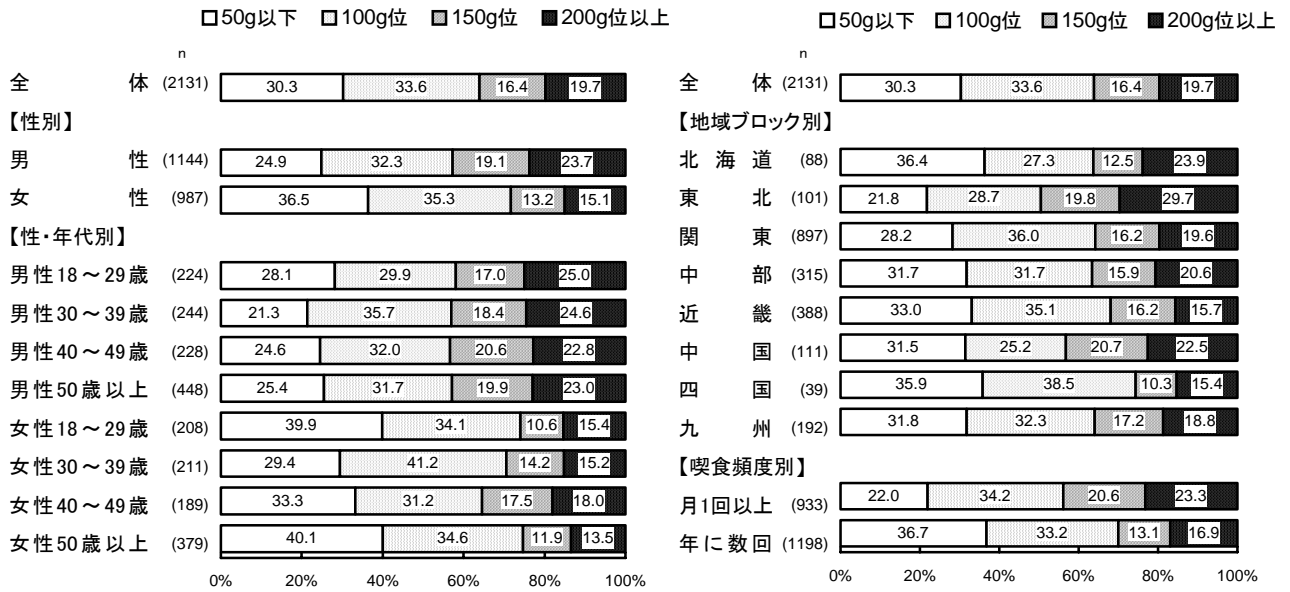 □50g以下 □100g位 ■150g位 ■200g位以上
n
全体 (2131) 30.3 33.6 16.4 19.7
【性別】
男性 (1144) 24.9 32.3 19.1 23.7
女性 (987) 36.5 35.3 13.2 15.1
【性・年代別】
男性18～29歳 (224) 28.1 29.9 17.0 25.0
男性30～39歳 (244) 21.3 35.7 18.4 24.6
男性40～49歳 (228) 24.6 32.0 20.6 22.8
男性50歳以上 (448) 25.4 31.7 19.9 23.0
女性18～29歳 (208) 39.9 34.1 10.6 15.4
女性30～39歳 (211) 29.4 41.2 14.2 15.2
女性40～49歳 (189) 33.3 31.2 17.5 18.0
女性50歳以上 (379) 40.1 34.6 11.9 13.5
0% 20% 40% 60% 80% 100%
□50g以下 □100g位 ■150g位 ■200g位以上
n
全体 (2131) 30.3 33.6 16.4 19.7
【地域ブロック別】
北海道 (88) 36.4 27.3 12.5 23.9
東北 (101) 21.8 28.7 19.8 29.7
関東 (897) 28.2 36.0 16.2 19.6
中部 (315) 31.7 31.7 15.9 20.6
近畿 (388) 33.0 35.1 16.2 15.7
中国 (111) 31.5 25.2 20.7 22.5
四国 (39) 35.9 38.5 10.3 15.4
九州 (192) 31.8 32.3 17.2 18.8
【喫食頻度別】
月1回以上 (933) 22.0 34.2 20.6 23.3
年に数回 (1198) 36.7 33.2 13.1 16.9
0% 20% 40% 60% 80% 100%